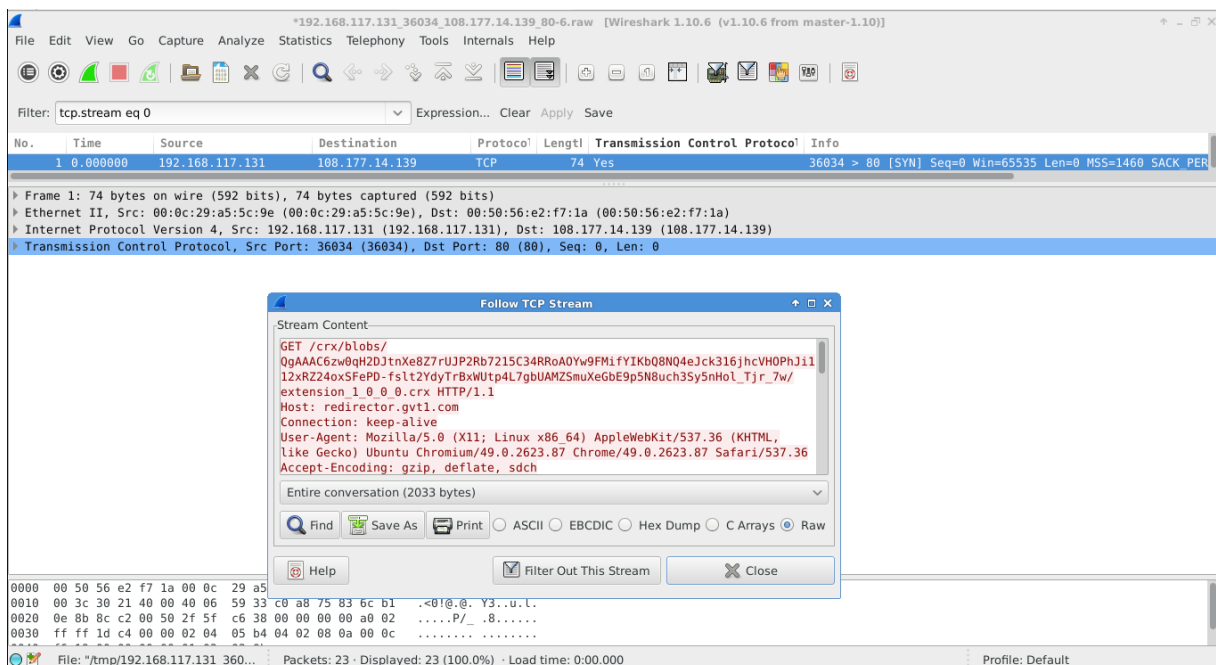 *192.168.117.131_36034_108.177.14.139_80-6.raw [Wireshark 1.10.6 (v1.10.6 from master-1.10)]
File Edit View Go Capture Analyze Statistics Telephony Tools Internals Help
Filter: tcp.stream eq 0 Expression... Clear Apply Save
No. Time Source Destination Protocol Lengtl Transmission Control Protocol Info
1 0.000000 192.168.117.131 108.177.14.139 TCP 74 Yes 36034 > 80 [SYN] Seq=0 Win=65535 Len=0 MSS=1460 SACK_PER
Frame 1: 74 bytes on wire (592 bits), 74 bytes captured (592 bits)
Ethernet II, Src: 00:0c:29:a5:5c:9e (00:0c:29:a5:5c:9e), Dst: 00:50:56:e2:f7:1a (00:50:56:e2:f7:1a)
Internet Protocol Version 4, Src: 192.168.117.131 (192.168.117.131), Dst: 108.177.14.139 (108.177.14.139)
Transmission Control Protocol, Src Port: 36034 (36034), Dst Port: 80 (80), Seq: 0, Len: 0
Follow TCP Stream
Stream Content
GET /crx/blobs/
QgAAAC6zw0qH2DJtnXe8Z7rUJP2Rb7215C34RRoAOYw9FMifYIKbQ8NQ4eJck316jhcVHOPhJi1
12xRZ24oxSFePD-fslt2YdyTrBxWUtp4L7gbUAMZSmuXeGbE9p5N8uch3Sy5nHol_Tjr_7w/
extension_1_0_0_0.crx HTTP/1.1
Host: redirector.gvt1.com
Connection: keep-alive
User-Agent: Mozilla/5.0 (X11; Linux x86_64) AppleWebKit/537.36 (KHTML,
like Gecko) Ubuntu Chromium/49.0.2623.87 Chrome/49.0.2623.87 Safari/537.36
Accept-Encoding: gzip, deflate, sdch
Entire conversation (2033 bytes)
Find Save As Print ASCII EBCDIC Hex Dump C Arrays Raw
Help Filter Out This Stream Close
0000 00 50 56 e2 f7 1a 00 0c 29 a5
0010 00 3c 30 21 40 00 40 06 59 33 c0 a8 75 83 6c b1 .<0!@.@. Y3..u.l.
0020 0e 8b 8c c2 00 50 2f 5f c6 38 00 00 00 00 a0 02 .....P/_ .8......
0030 ff ff 1d c4 00 00 02 04 05 b4 04 02 08 0a 00 0c ........ ........
File: "/tmp/192.168.117.131_360... Packets: 23 · Displayed: 23 (100.0%) · Load time: 0:00.000 Profile: Default